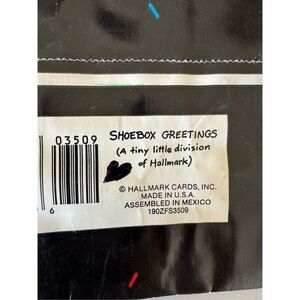 03509
SHOEBOX GREETINGS
(A tiny little division
of Hallmark)
© HALLMARK CARDS, INC.
MADE IN U.S.A.
ASSEMBLED IN MEXICO
6
190ZFS3509